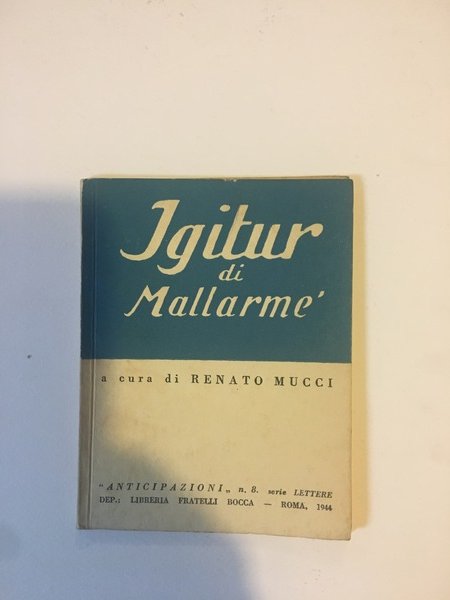 Igitur
di
Mallarme'
a cura di RENATO MUCCI
"ANTICIPAZIONI„ n. 8. serie LETTERE
DEP.: LIBRERIA FRATELLI BOCCA — ROMA, 1944